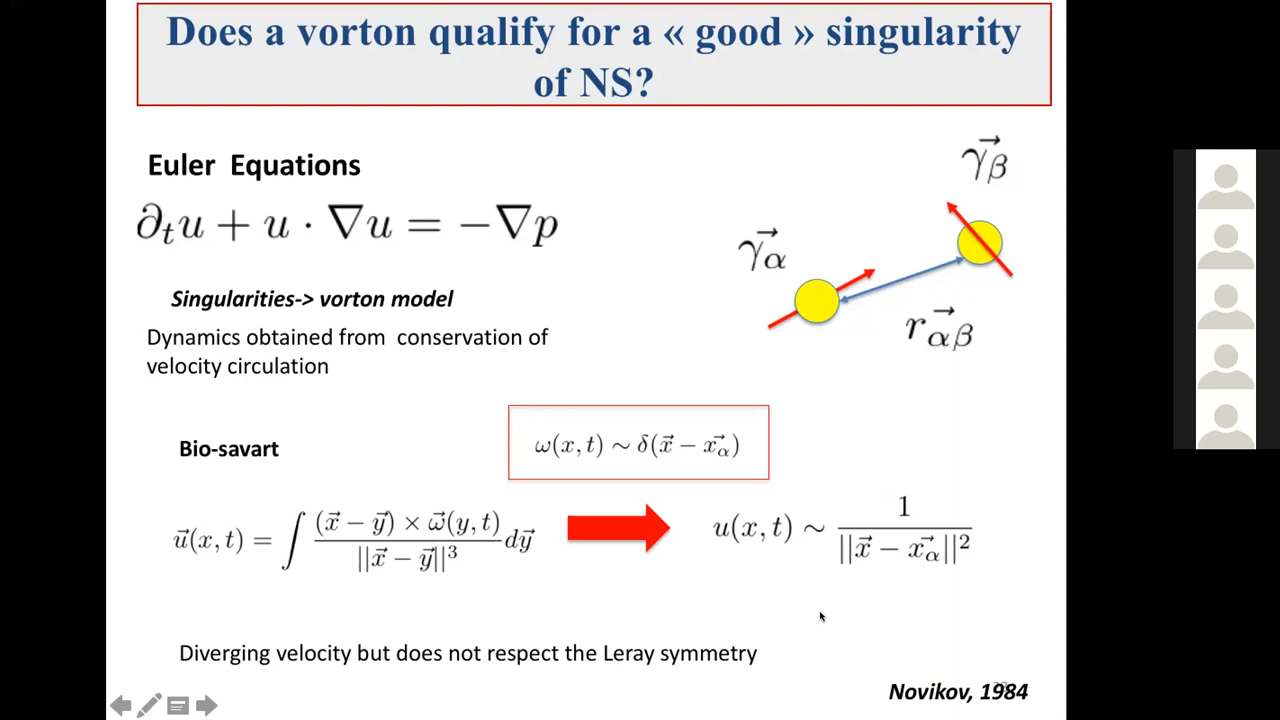 Does a vorton qualify for a « good » singularity
of NS?
Euler Equations
∂ₜu + u · ∇u = −∇p
Singularities-> vorton model
Dynamics obtained from conservation of
velocity circulation
γ⃗_α
γ⃗_β
r⃗_αβ
Bio-savart
ω(x, t) ∼ δ(x⃗ − x⃗_α)
u⃗(x, t) = ∫ (x⃗ − y⃗) × ω⃗(y, t) / ||x⃗ − y⃗||³ dy⃗
u(x, t) ∼ 1 / ||x⃗ − x⃗_α||²
Diverging velocity but does not respect the Leray symmetry
Novikov, 1984